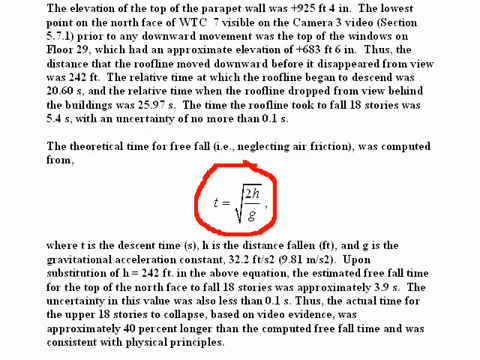 The elevation of the top of the parapet wall was +925 ft 4 in. The lowest
point on the north face of WTC 7 visible on the Camera 3 video (Section
5.7.1) prior to any downward movement was the top of the windows on
Floor 29, which had an approximate elevation of +683 ft 6 in. Thus, the
distance that the roofline moved downward before it disappeared from view
was 242 ft. The relative time at which the roofline began to descend was
20.60 s, and the relative time when the roofline dropped from view behind
the buildings was 25.97 s. The time the roofline took to fall 18 stories was
5.4 s, with an uncertainty of no more than 0.1 s.
The theoretical time for free fall (i.e., neglecting air friction), was computed
from,
t = √(2h/g),
where t is the descent time (s), h is the distance fallen (ft), and g is the
gravitational acceleration constant, 32.2 ft/s2 (9.81 m/s2). Upon
substitution of h = 242 ft. in the above equation, the estimated free fall time
for the top of the north face to fall 18 stories was approximately 3.9 s. The
uncertainty in this value was also less than 0.1 s. Thus, the actual time for
the upper 18 stories to collapse, based on video evidence, was
approximately 40 percent longer than the computed free fall time and was
consistent with physical principles.